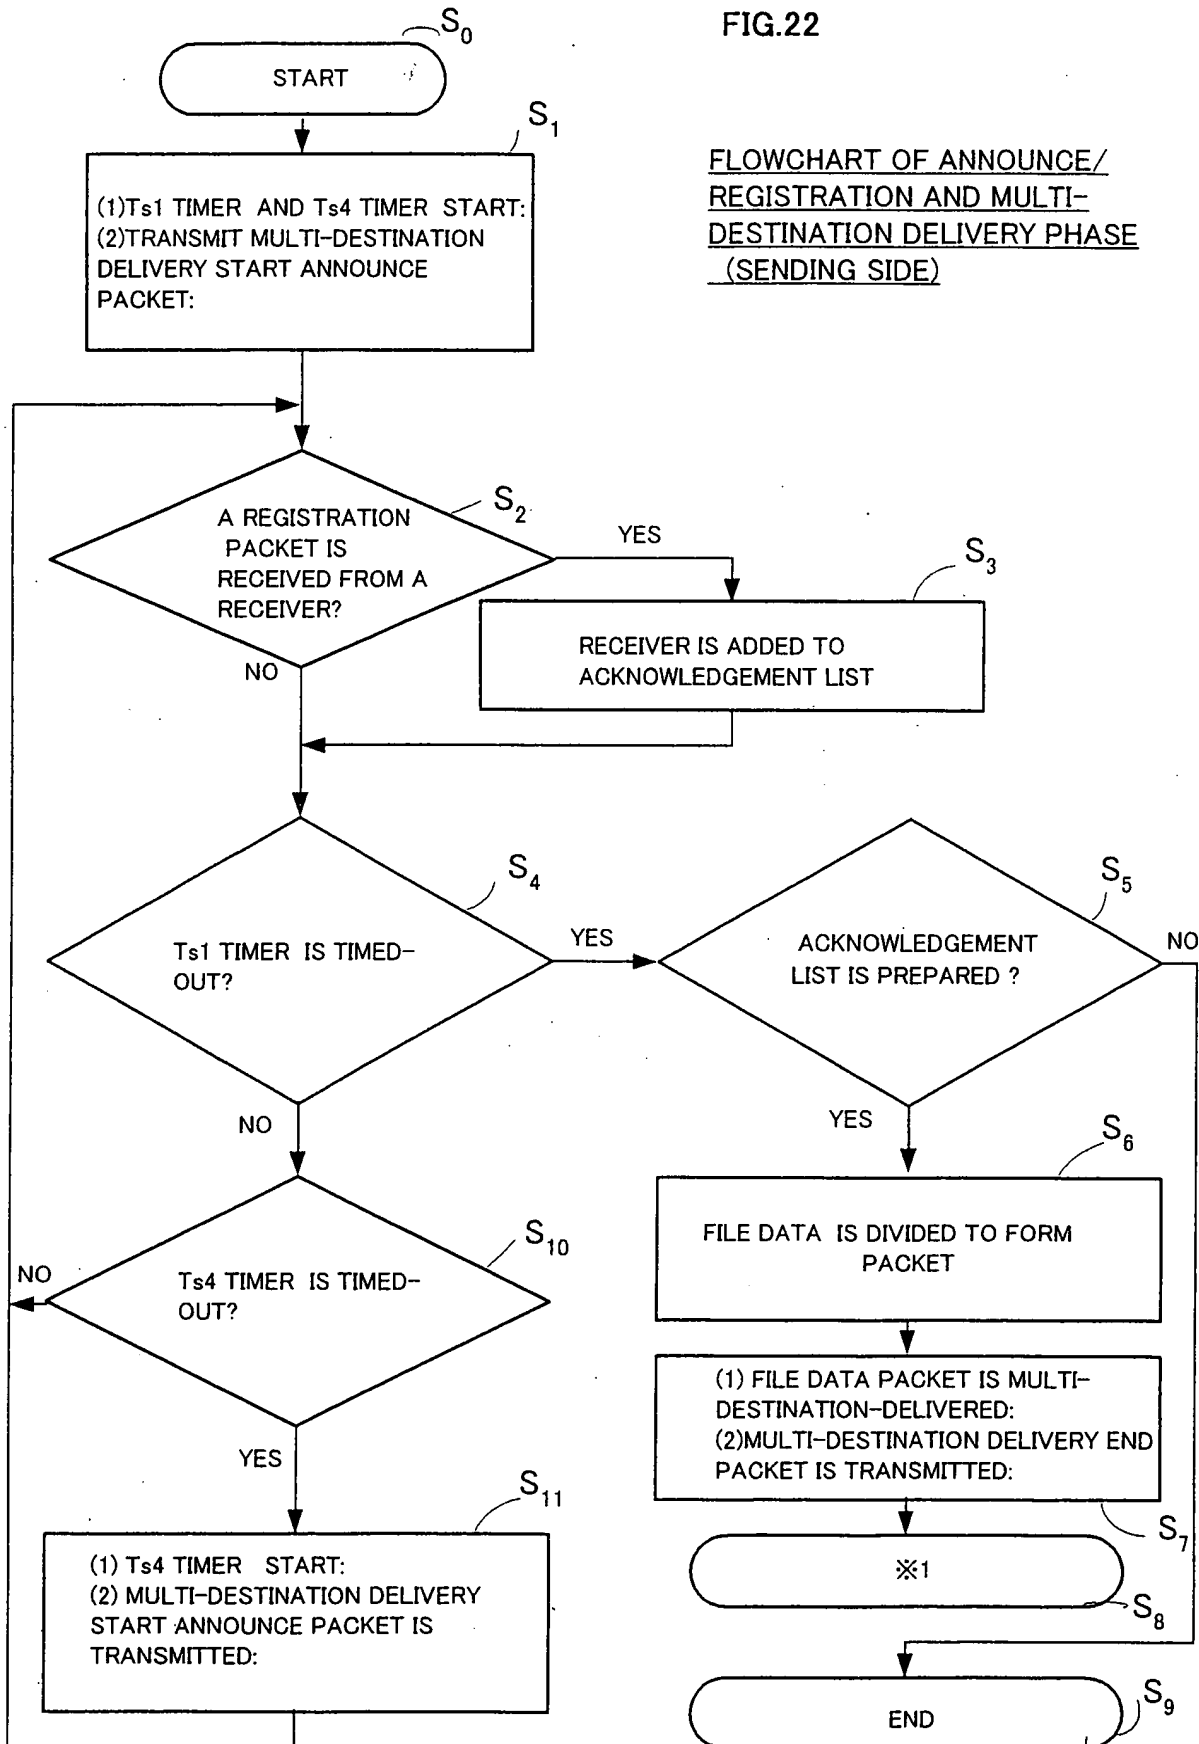 FIG.22
S0
START
FLOWCHART OF ANNOUNCE/
REGISTRATION AND MULTI-
DESTINATION DELIVERY PHASE
(SENDING SIDE)
S1
(1)Ts1 TIMER AND Ts4 TIMER START:
(2)TRANSMIT MULTI-DESTINATION
DELIVERY START ANNOUNCE
PACKET:
S2
A REGISTRATION
PACKET IS
RECEIVED FROM A
RECEIVER?
YES
NO
S3
RECEIVER IS ADDED TO
ACKNOWLEDGEMENT LIST
S4
Ts1 TIMER IS TIMED-
OUT?
YES
NO
S5
ACKNOWLEDGEMENT
LIST IS PREPARED ?
NO
YES
S6
FILE DATA IS DIVIDED TO FORM
PACKET
S10
Ts4 TIMER IS TIMED-
OUT?
NO
YES
(1) FILE DATA PACKET IS MULTI-
DESTINATION-DELIVERED:
(2)MULTI-DESTINATION DELIVERY END
PACKET IS TRANSMITTED:
S7
S11
(1) Ts4 TIMER START:
(2) MULTI-DESTINATION DELIVERY
START ANNOUNCE PACKET IS
TRANSMITTED:
※1
S8
END
S9